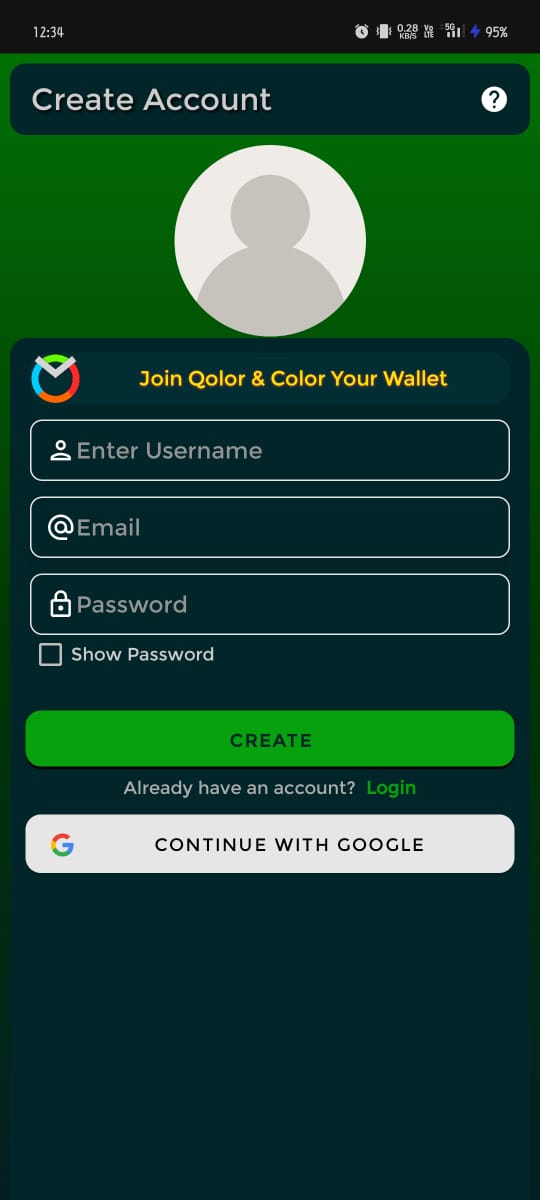 12:34
0.28 KB/S Vo LTE 5G 95%
Create Account
?
Join Qolor & Color Your Wallet
Enter Username
@ Email
Password
Show Password
CREATE
Already have an account? Login
G CONTINUE WITH GOOGLE